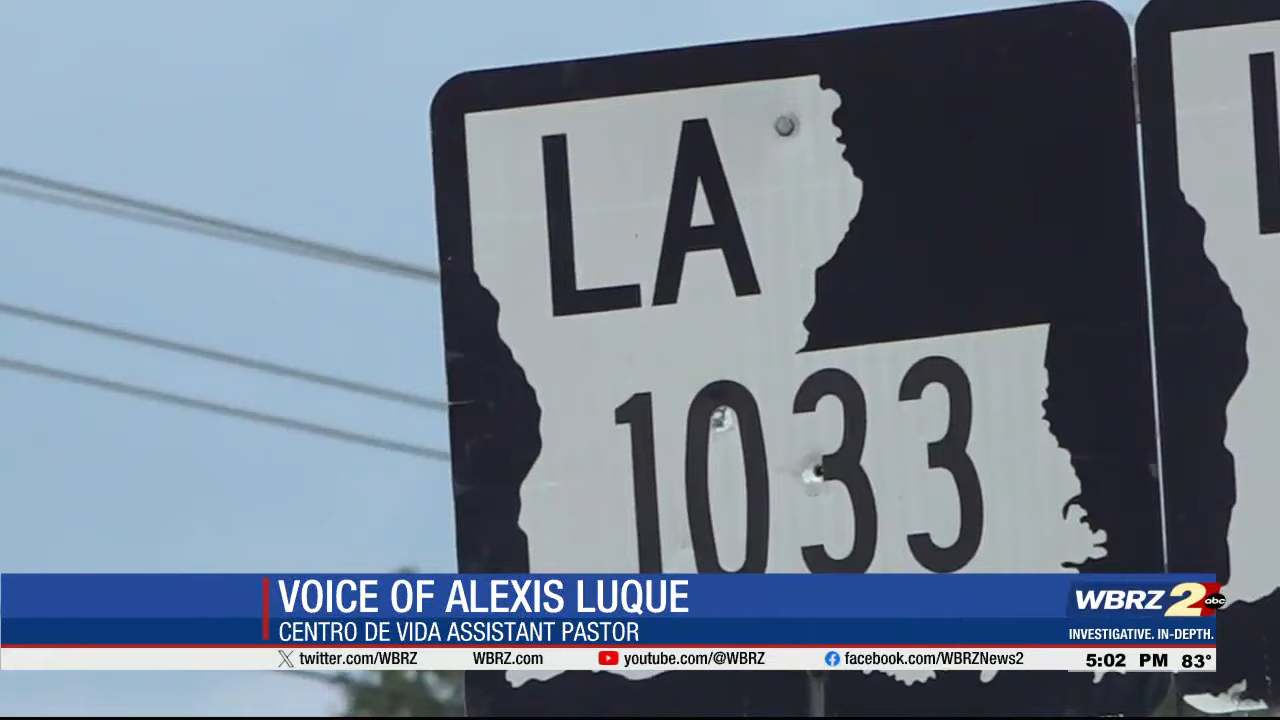 LA
1033
L
VOICE OF ALEXIS LUQUE
CENTRO DE VIDA ASSISTANT PASTOR
WBRZ 2 abc
INVESTIGATIVE. IN-DEPTH.
X twitter.com/WBRZ WBRZ.com youtube.com/@WBRZ facebook.com/WBRZNews2 5:02 PM 83°